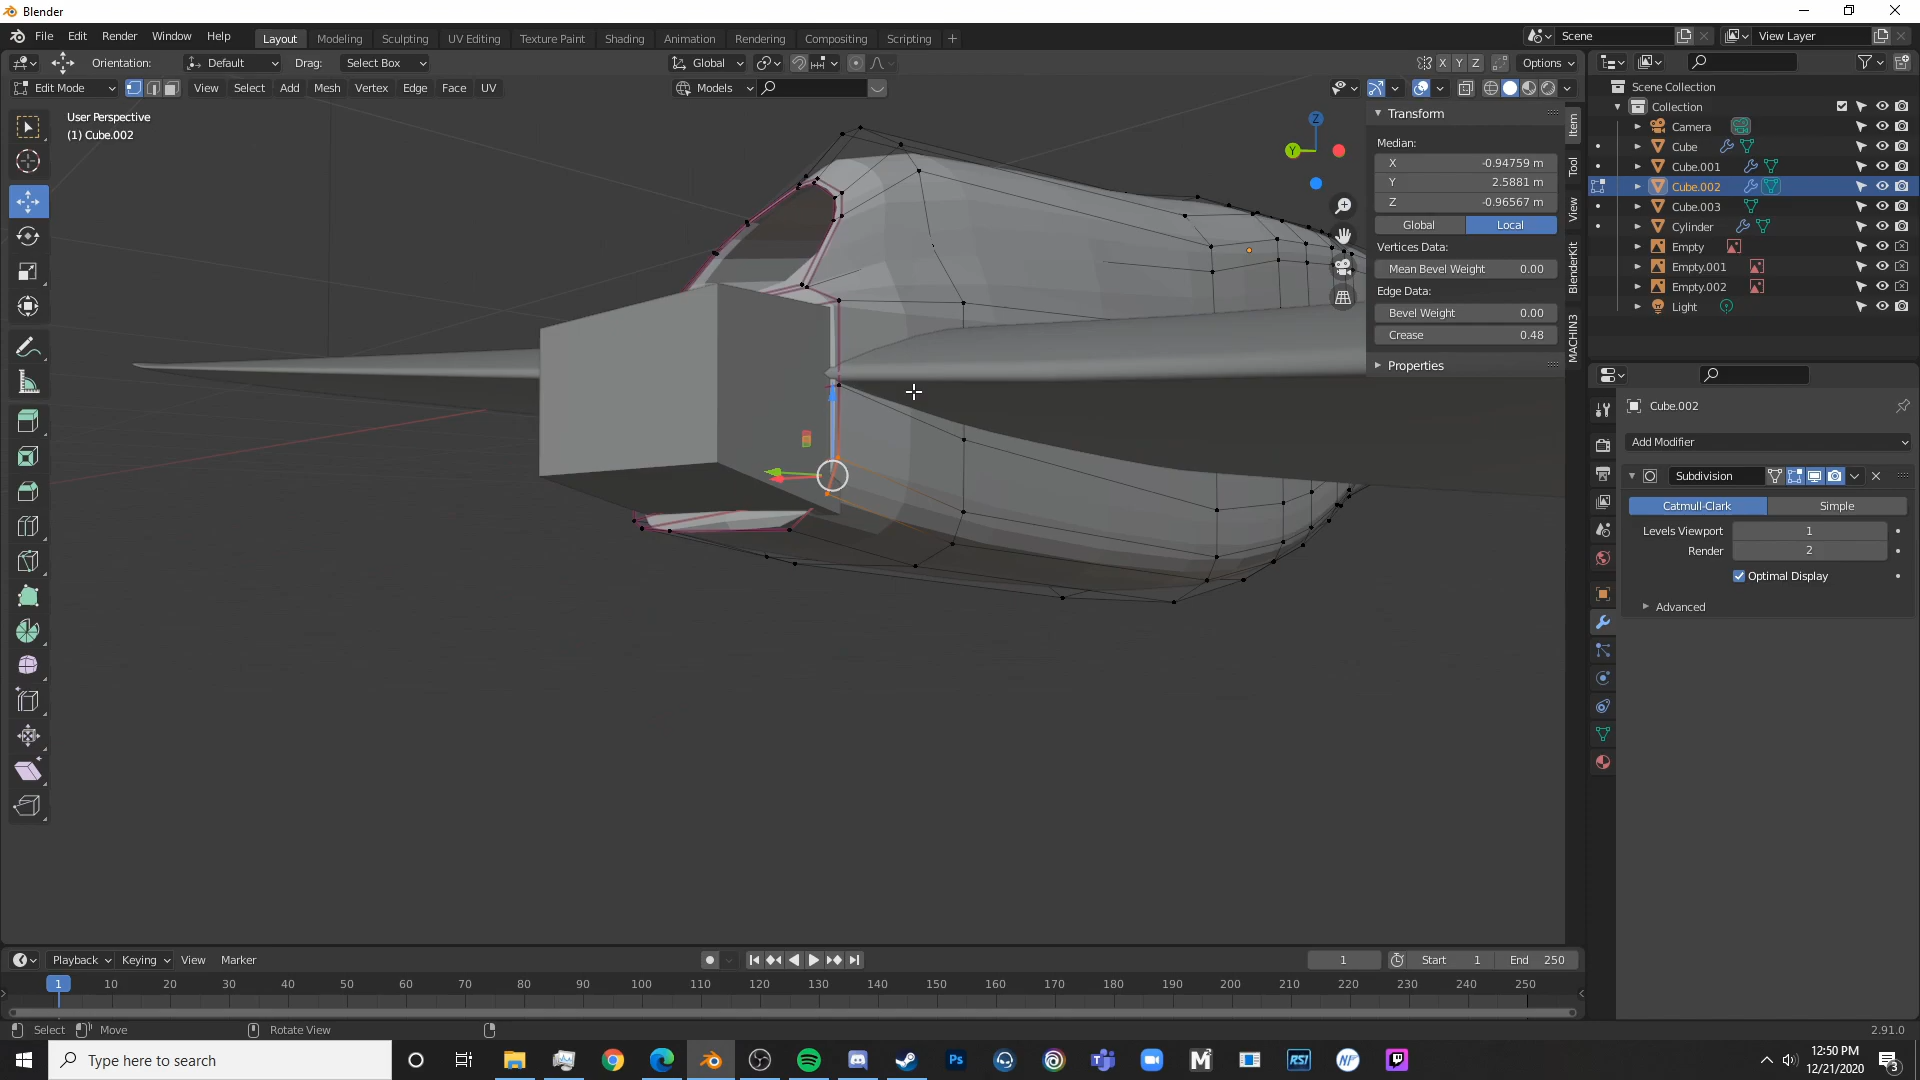 Blender
File Edit Render Window Help
Layout Modeling Sculpting UV Editing Texture Paint Shading Animation Rendering Compositing Scripting +
Scene
View Layer
Orientation: Default Drag: Select Box
Global
X Y Z Options
Edit Mode View Select Add Mesh Vertex Edge Face UV
Models
User Perspective
(1) Cube.002
Z
Y
Transform
Median:
X -0.94759 m
Y 2.5881 m
Z -0.96567 m
Global Local
Vertices Data:
Mean Bevel Weight 0.00
Edge Data:
Bevel Weight 0.00
Crease 0.48
Properties
Item
Tool
View
BlenderKit
MACHIN3
Scene Collection
Collection
Camera
Cube
Cube.001
Cube.002
Cube.003
Cylinder
Empty
Empty.001
Empty.002
Light
Cube.002
Add Modifier
Subdivision
Catmull-Clark Simple
Levels Viewport 1
Render 2
Optimal Display
Advanced
Playback Keying View Marker
1 Start 1 End 250
1 10 20 30 40 50 60 70 80 90 100 110 120 130 140 150 160 170 180 190 200 210 220 230 240 250
Select Move Rotate View
2.91.0
Type here to search
Ps
RSI
NF
12:50 PM
12/21/2020
3